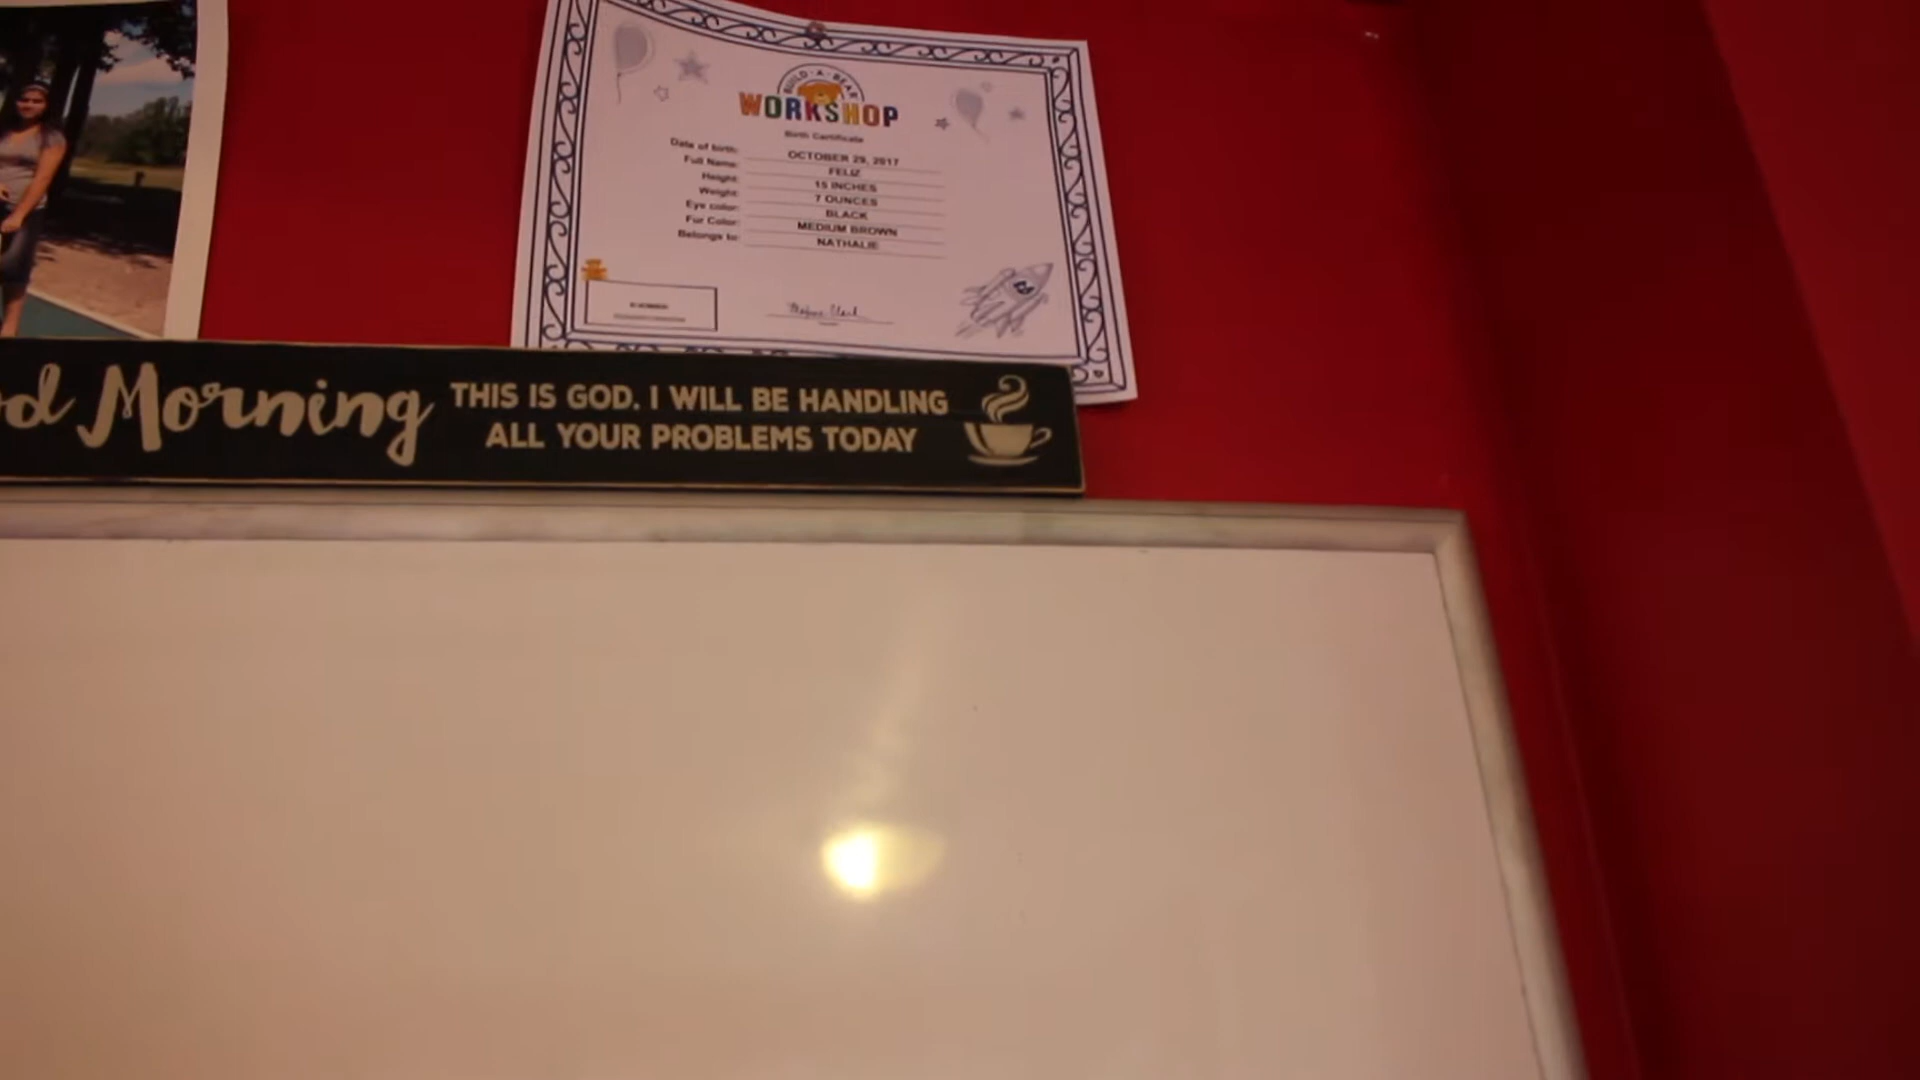 BUILD-A-BEAR
WORKSHOP
Birth Certificate
Date of birth: OCTOBER 29, 2017
Full Name: FELIZ
Height: 15 INCHES
Weight: 7 OUNCES
Eye color: BLACK
Fur Color: MEDIUM BROWN
Belongs to: NATHALIE
od Morning
THIS IS GOD. I WILL BE HANDLING
ALL YOUR PROBLEMS TODAY